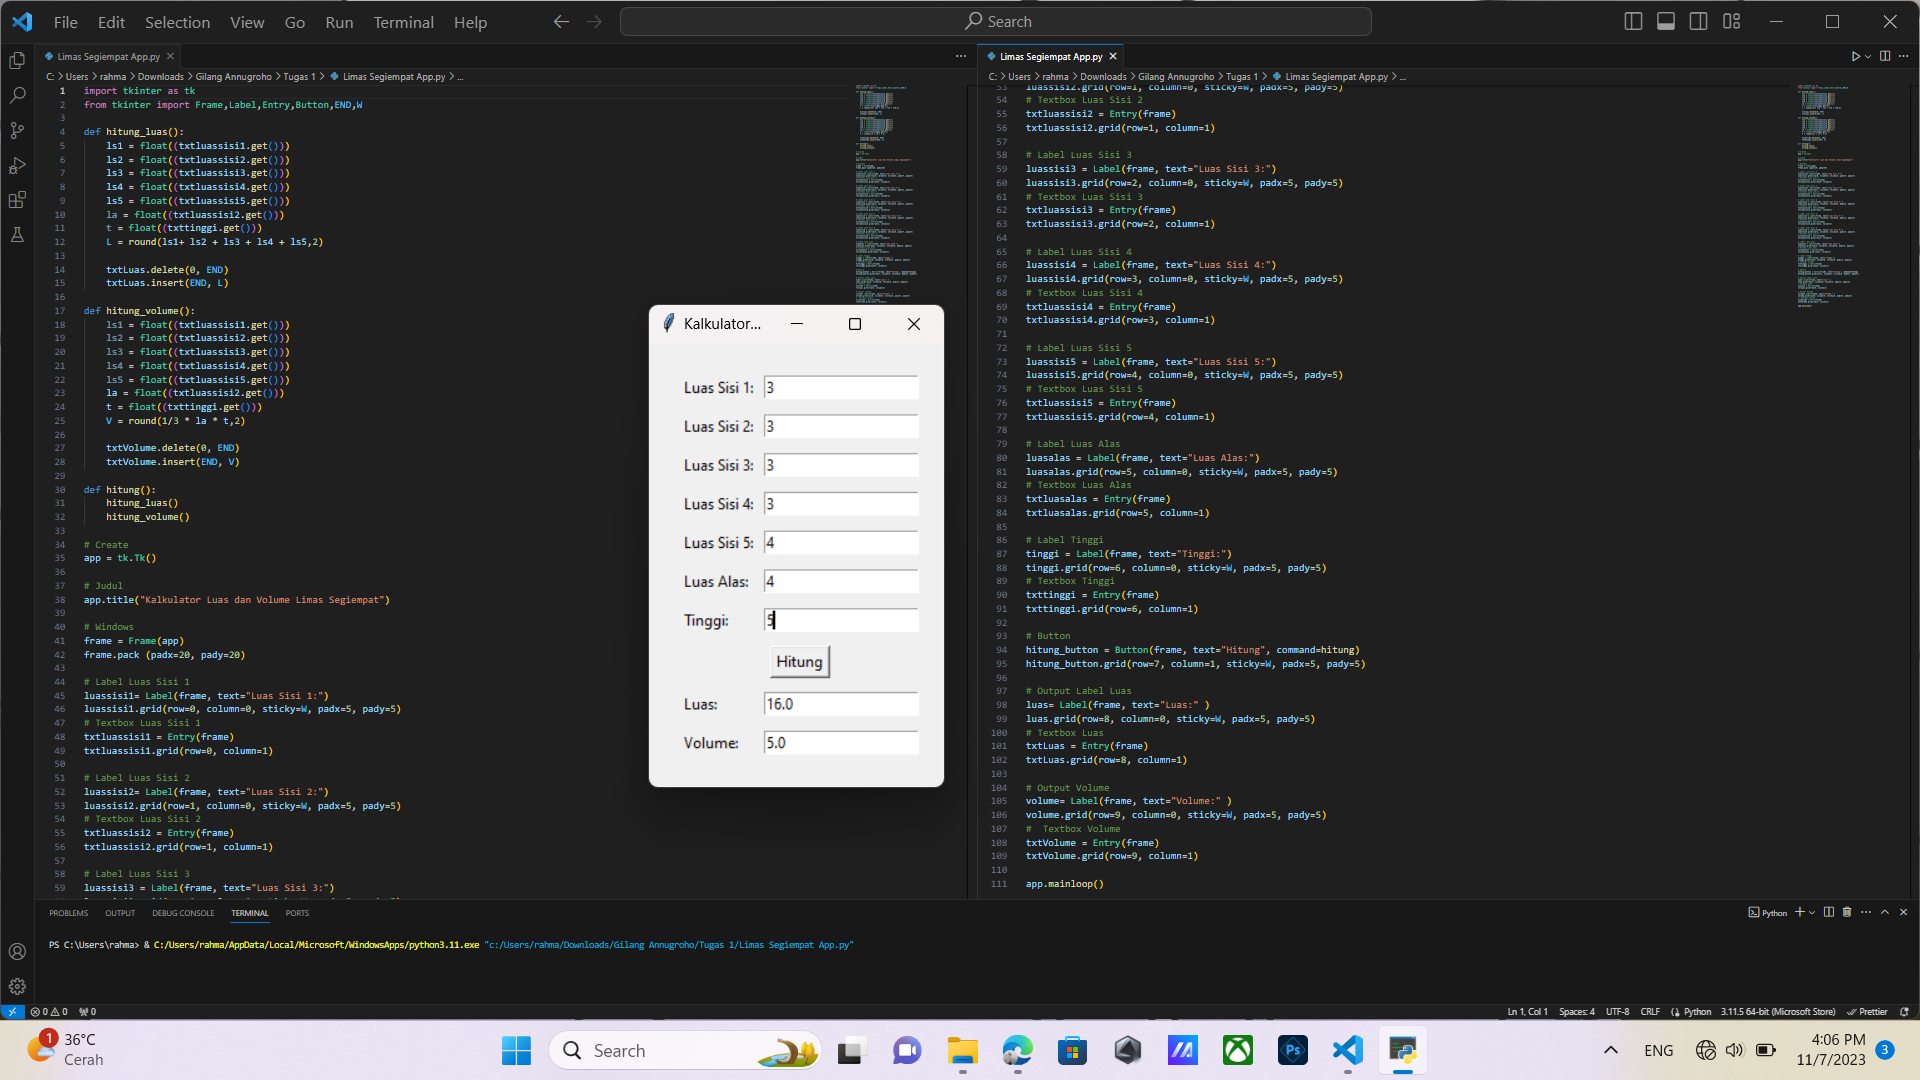 File Edit Selection View Go Run Terminal Help
Search
Limas Segiempat App.py
C: > Users > rahma > Downloads > Gilang Annugroho > Tugas 1 > Limas Segiempat App.py > ...
1 import tkinter as tk
2 from tkinter import Frame,Label,Entry,Button,END,W
3
4 def hitung_luas():
5 ls1 = float((txtluassisi1.get()))
6 ls2 = float((txtluassisi2.get()))
7 ls3 = float((txtluassisi3.get()))
8 ls4 = float((txtluassisi4.get()))
9 ls5 = float((txtluassisi5.get()))
10 la = float((txtluassisi2.get()))
11 t = float((txttinggi.get()))
12 L = round(ls1+ ls2 + ls3 + ls4 + ls5,2)
13
14 txtLuas.delete(0, END)
15 txtLuas.insert(END, L)
16
17 def hitung_volume():
18 ls1 = float((txtluassisi1.get()))
19 ls2 = float((txtluassisi2.get()))
20 ls3 = float((txtluassisi3.get()))
21 ls4 = float((txtluassisi4.get()))
22 ls5 = float((txtluassisi5.get()))
23 la = float((txtluassisi2.get()))
24 t = float((txttinggi.get()))
25 V = round(1/3 * la * t,2)
26
27 txtVolume.delete(0, END)
28 txtVolume.insert(END, V)
29
30 def hitung():
31 hitung_luas()
32 hitung_volume()
33
34 # Create
35 app = tk.Tk()
36
37 # Judul
38 app.title("Kalkulator Luas dan Volume Limas Segiempat")
39
40 # Windows
41 frame = Frame(app)
42 frame.pack (padx=20, pady=20)
43
44 # Label Luas Sisi 1
45 luassisi1= Label(frame, text="Luas Sisi 1:")
46 luassisi1.grid(row=0, column=0, sticky=W, padx=5, pady=5)
47 # Textbox Luas Sisi 1
48 txtluassisi1 = Entry(frame)
49 txtluassisi1.grid(row=0, column=1)
50
51 # Label Luas Sisi 2
52 luassisi2= Label(frame, text="Luas Sisi 2:")
53 luassisi2.grid(row=1, column=0, sticky=W, padx=5, pady=5)
54 # Textbox Luas Sisi 2
55 txtluassisi2 = Entry(frame)
56 txtluassisi2.grid(row=1, column=1)
57
58 # Label Luas Sisi 3
59 luassisi3 = Label(frame, text="Luas Sisi 3:")
Kalkulator...
Luas Sisi 1: 3
Luas Sisi 2: 3
Luas Sisi 3: 3
Luas Sisi 4: 3
Luas Sisi 5: 4
Luas Alas: 4
Tinggi: 5
Hitung
Luas: 16.0
Volume: 5.0
Limas Segiempat App.py
C: > Users > rahma > Downloads > Gilang Annugroho > Tugas 1 > Limas Segiempat App.py > ...
53 luassisi2.grid(row=1, column=0, sticky=W, padx=5, pady=5)
54 # Textbox Luas Sisi 2
55 txtluassisi2 = Entry(frame)
56 txtluassisi2.grid(row=1, column=1)
57
58 # Label Luas Sisi 3
59 luassisi3 = Label(frame, text="Luas Sisi 3:")
60 luassisi3.grid(row=2, column=0, sticky=W, padx=5, pady=5)
61 # Textbox Luas Sisi 3
62 txtluassisi3 = Entry(frame)
63 txtluassisi3.grid(row=2, column=1)
64
65 # Label Luas Sisi 4
66 luassisi4 = Label(frame, text="Luas Sisi 4:")
67 luassisi4.grid(row=3, column=0, sticky=W, padx=5, pady=5)
68 # Textbox Luas Sisi 4
69 txtluassisi4 = Entry(frame)
70 txtluassisi4.grid(row=3, column=1)
71
72 # Label Luas Sisi 5
73 luassisi5 = Label(frame, text="Luas Sisi 5:")
74 luassisi5.grid(row=4, column=0, sticky=W, padx=5, pady=5)
75 # Textbox Luas Sisi 5
76 txtluassisi5 = Entry(frame)
77 txtluassisi5.grid(row=4, column=1)
78
79 # Label Luas Alas
80 luasalas = Label(frame, text="Luas Alas:")
81 luasalas.grid(row=5, column=0, sticky=W, padx=5, pady=5)
82 # Textbox Luas Alas
83 txtluasalas = Entry(frame)
84 txtluasalas.grid(row=5, column=1)
85
86 # Label Tinggi
87 tinggi = Label(frame, text="Tinggi:")
88 tinggi.grid(row=6, column=0, sticky=W, padx=5, pady=5)
89 # Textbox Tinggi
90 txttinggi = Entry(frame)
91 txttinggi.grid(row=6, column=1)
92
93 # Button
94 hitung_button = Button(frame, text="Hitung", command=hitung)
95 hitung_button.grid(row=7, column=1, sticky=W, padx=5, pady=5)
96
97 # Output Label Luas
98 luas= Label(frame, text="Luas:" )
99 luas.grid(row=8, column=0, sticky=W, padx=5, pady=5)
100 # Textbox Luas
101 txtLuas = Entry(frame)
102 txtLuas.grid(row=8, column=1)
103
104 # Output Volume
105 volume= Label(frame, text="Volume:" )
106 volume.grid(row=9, column=0, sticky=W, padx=5, pady=5)
107 #  Textbox Volume
108 txtVolume = Entry(frame)
109 txtVolume.grid(row=9, column=1)
110
111 app.mainloop()
PROBLEMS OUTPUT DEBUG CONSOLE TERMINAL PORTS
Python
PS C:\Users\rahma> & C:/Users/rahma/AppData/Local/Microsoft/WindowsApps/python3.11.exe "c:/Users/rahma/Downloads/Gilang Annugroho/Tugas 1/Limas Segiempat App.py"
0 0 0
Ln 1, Col 1 Spaces: 4 UTF-8 CRLF Python 3.11.5 64-bit (Microsoft Store) Prettier
1 36°C
Cerah
Search
Ps
ENG
4:06 PM
11/7/2023
3